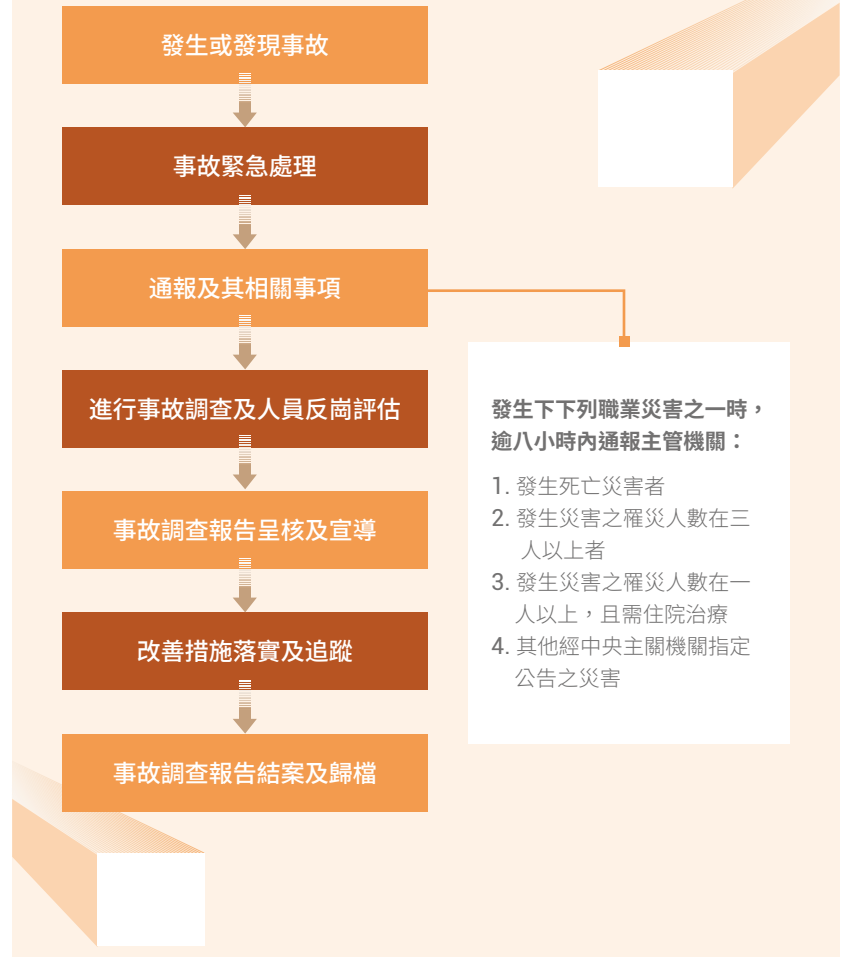 發生或發現事故
事故緊急處理
通報及其相關事項
進行事故調查及人員反崗評估
事故調查報告呈核及宣導
改善措施落實及追蹤
事故調查報告結案及歸檔
發生下下列職業災害之一時，
逾八小時內通報主管機關：
1. 發生死亡災害者
2. 發生災害之罹災人數在三
人以上者
3. 發生災害之罹災人數在一
人以上，且需住院治療
4. 其他經中央主關機關指定
公告之災害